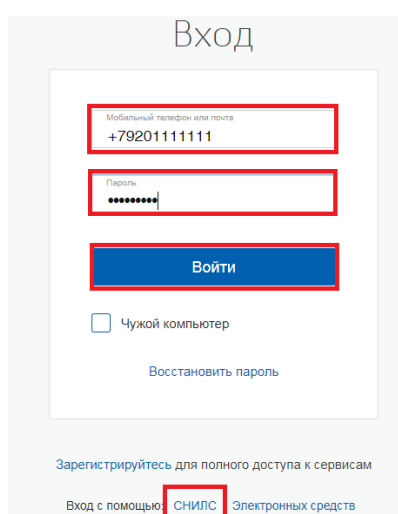 Вход
Мобильный телефон или почта
+79201111111
Пароль
•••••••••
Войти
Чужой компьютер
Восстановить пароль
Зарегистрируйтесь для полного доступа к сервисам
Вход с помощью: СНИЛС Электронных средств